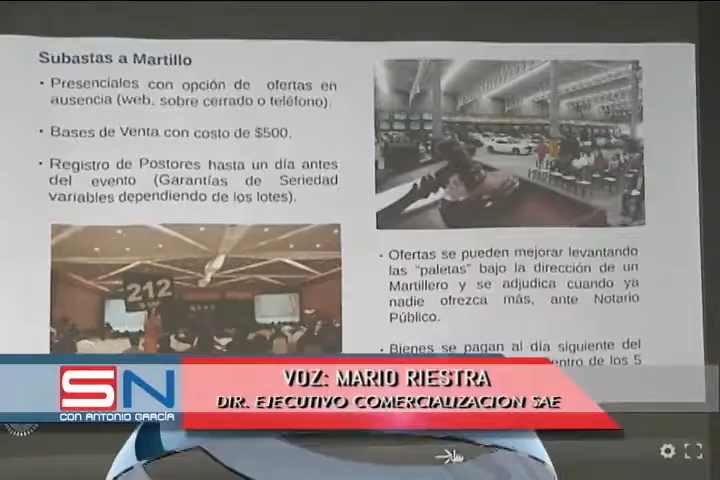 Subastas a Martillo
• Presenciales con opción de ofertas en
ausencia (web, sobre cerrado o teléfono).
• Bases de Venta con costo de $500.
• Registro de Postores hasta un día antes
del evento (Garantías de Seriedad
variables dependiendo de los lotes).
212
• Ofertas se pueden mejorar levantando
las "paletas" bajo la dirección de un
Martillero y se adjudica cuando ya
nadie ofrezca más, ante Notario
Público.
• Bienes se pagan al día siguiente del
entro de los 5
SN
CON ANTONIO GARCÍA
VOZ: MARIO RIESTRA
DIR. EJECUTIVO COMERCIALIZACION SAE